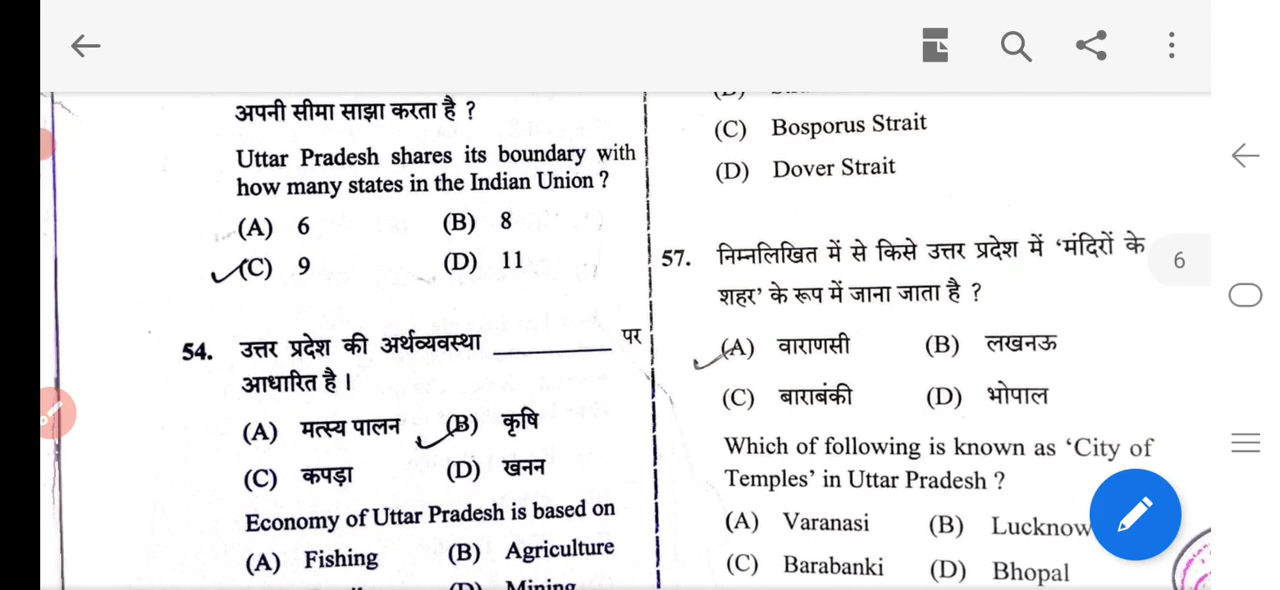 अपनी सीमा साझा करता है ?
Uttar Pradesh shares its boundary with
how many states in the Indian Union ?
(A) 6 (B) 8
(C) 9 (D) 11
54. उत्तर प्रदेश की अर्थव्यवस्था ________ पर
आधारित है ।
(A) मत्स्य पालन (B) कृषि
(C) कपड़ा (D) खनन
Economy of Uttar Pradesh is based on
(A) Fishing (B) Agriculture
(D) Mining
(C) Bosporus Strait
(D) Dover Strait
57. निम्नलिखित में से किसे उत्तर प्रदेश में ‘मंदिरों के
शहर’ के रूप में जाना जाता है ?
(A) वाराणसी (B) लखनऊ
(C) बाराबंकी (D) भोपाल
Which of following is known as ‘City of
Temples’ in Uttar Pradesh ?
(A) Varanasi (B) Lucknow
(C) Barabanki (D) Bhopal
6